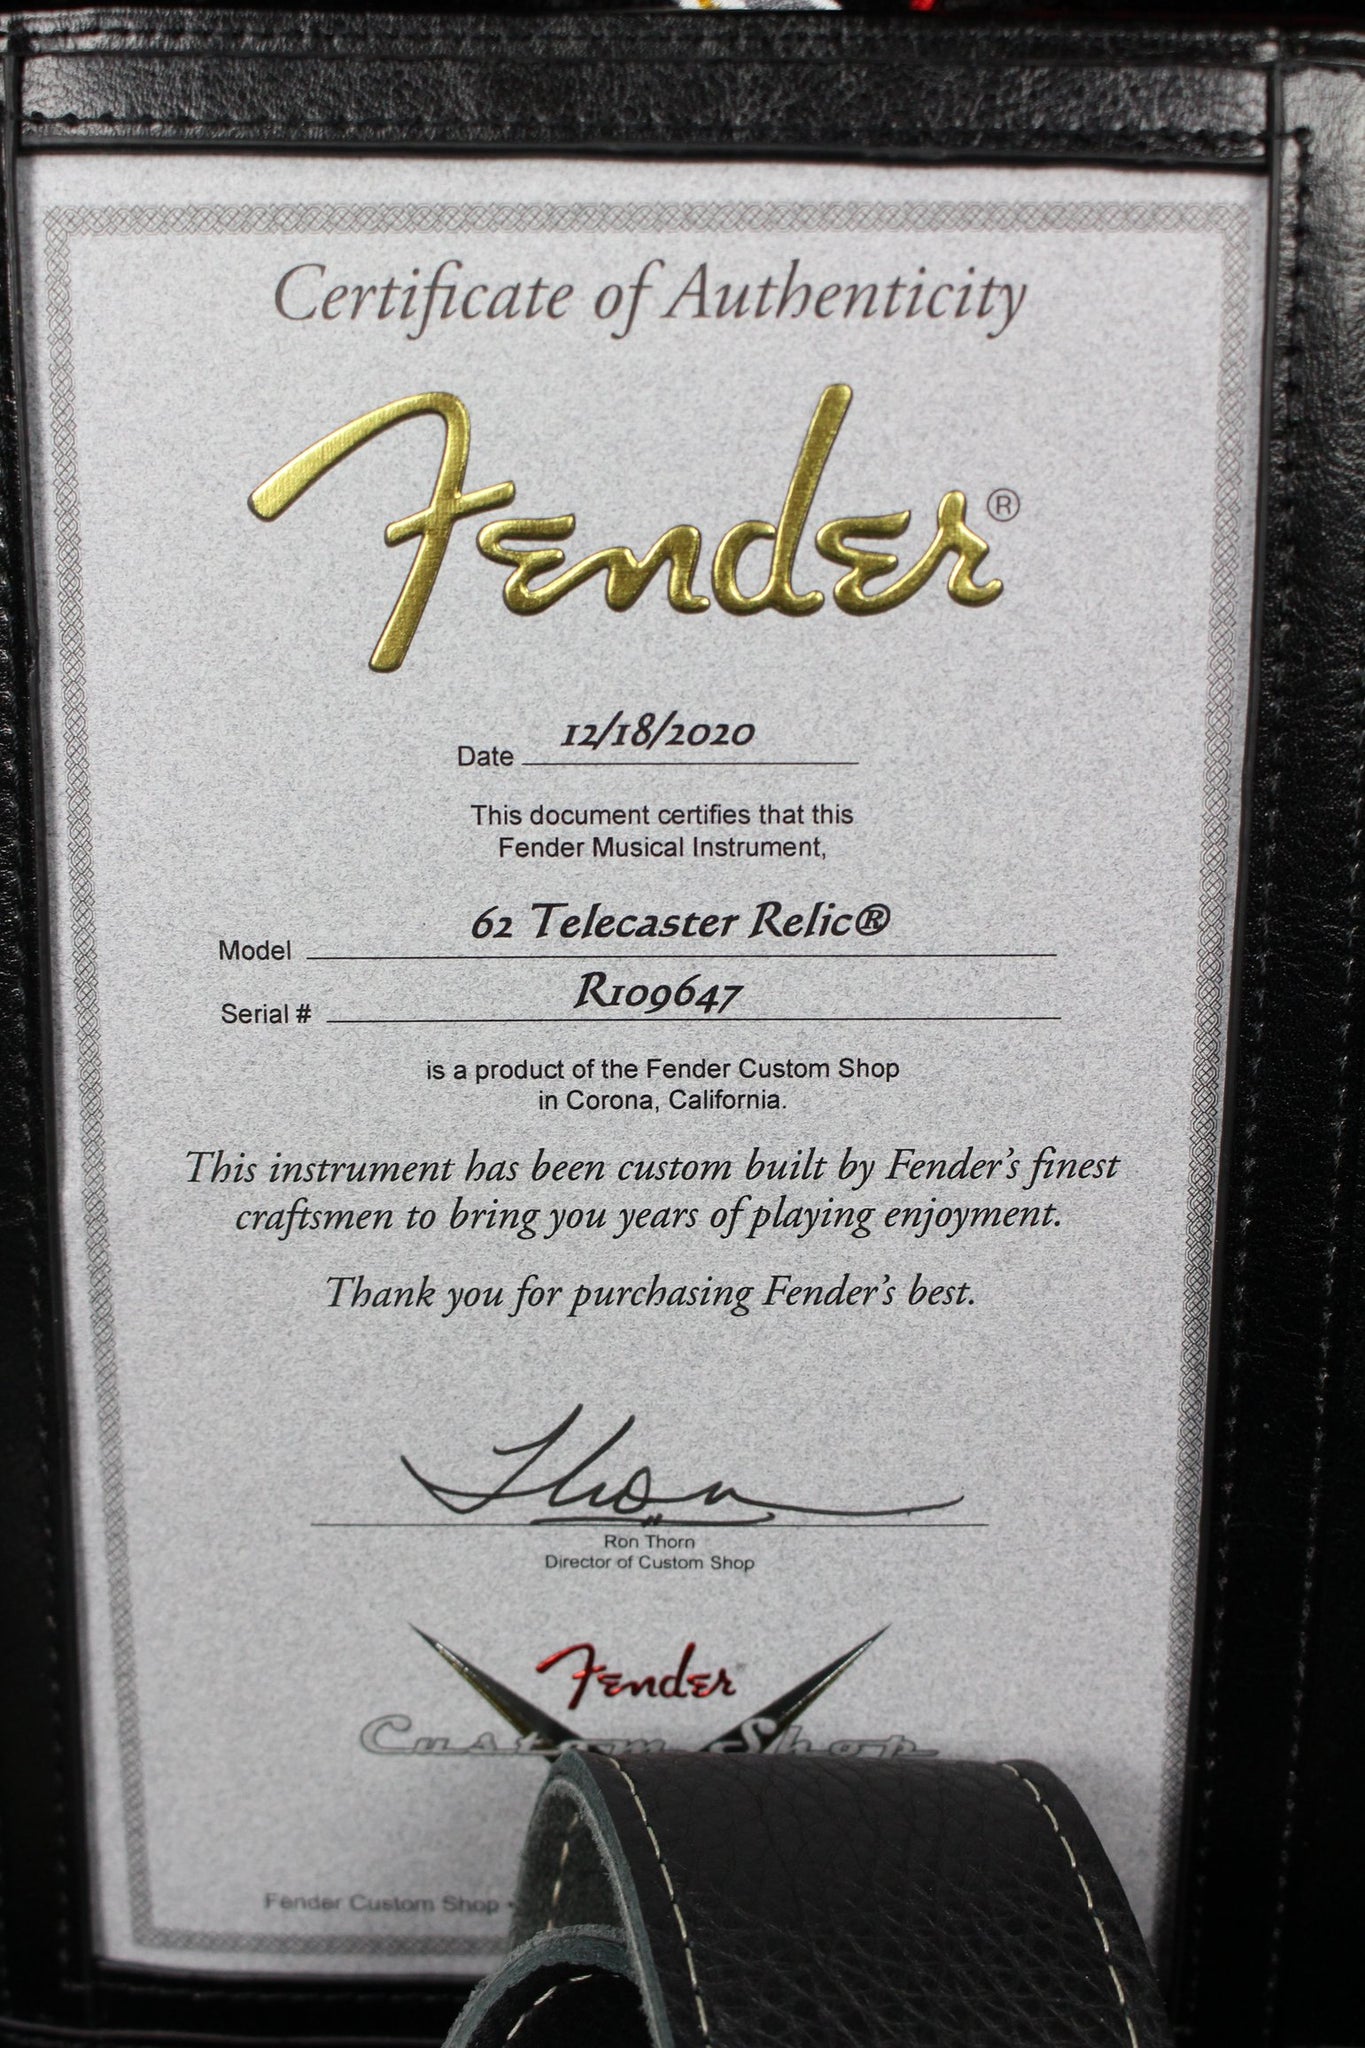 Certificate of Authenticity
Fender®
Date 12/18/2020
This document certifies that this
Fender Musical Instrument,
Model 62 Telecaster Relic®
Serial # R109647
is a product of the Fender Custom Shop
in Corona, California.
This instrument has been custom built by Fender's finest
craftsmen to bring you years of playing enjoyment.
Thank you for purchasing Fender's best.
Thorn
Ron Thorn
Director of Custom Shop
Fender
Custom Shop
Fender Custom Shop •